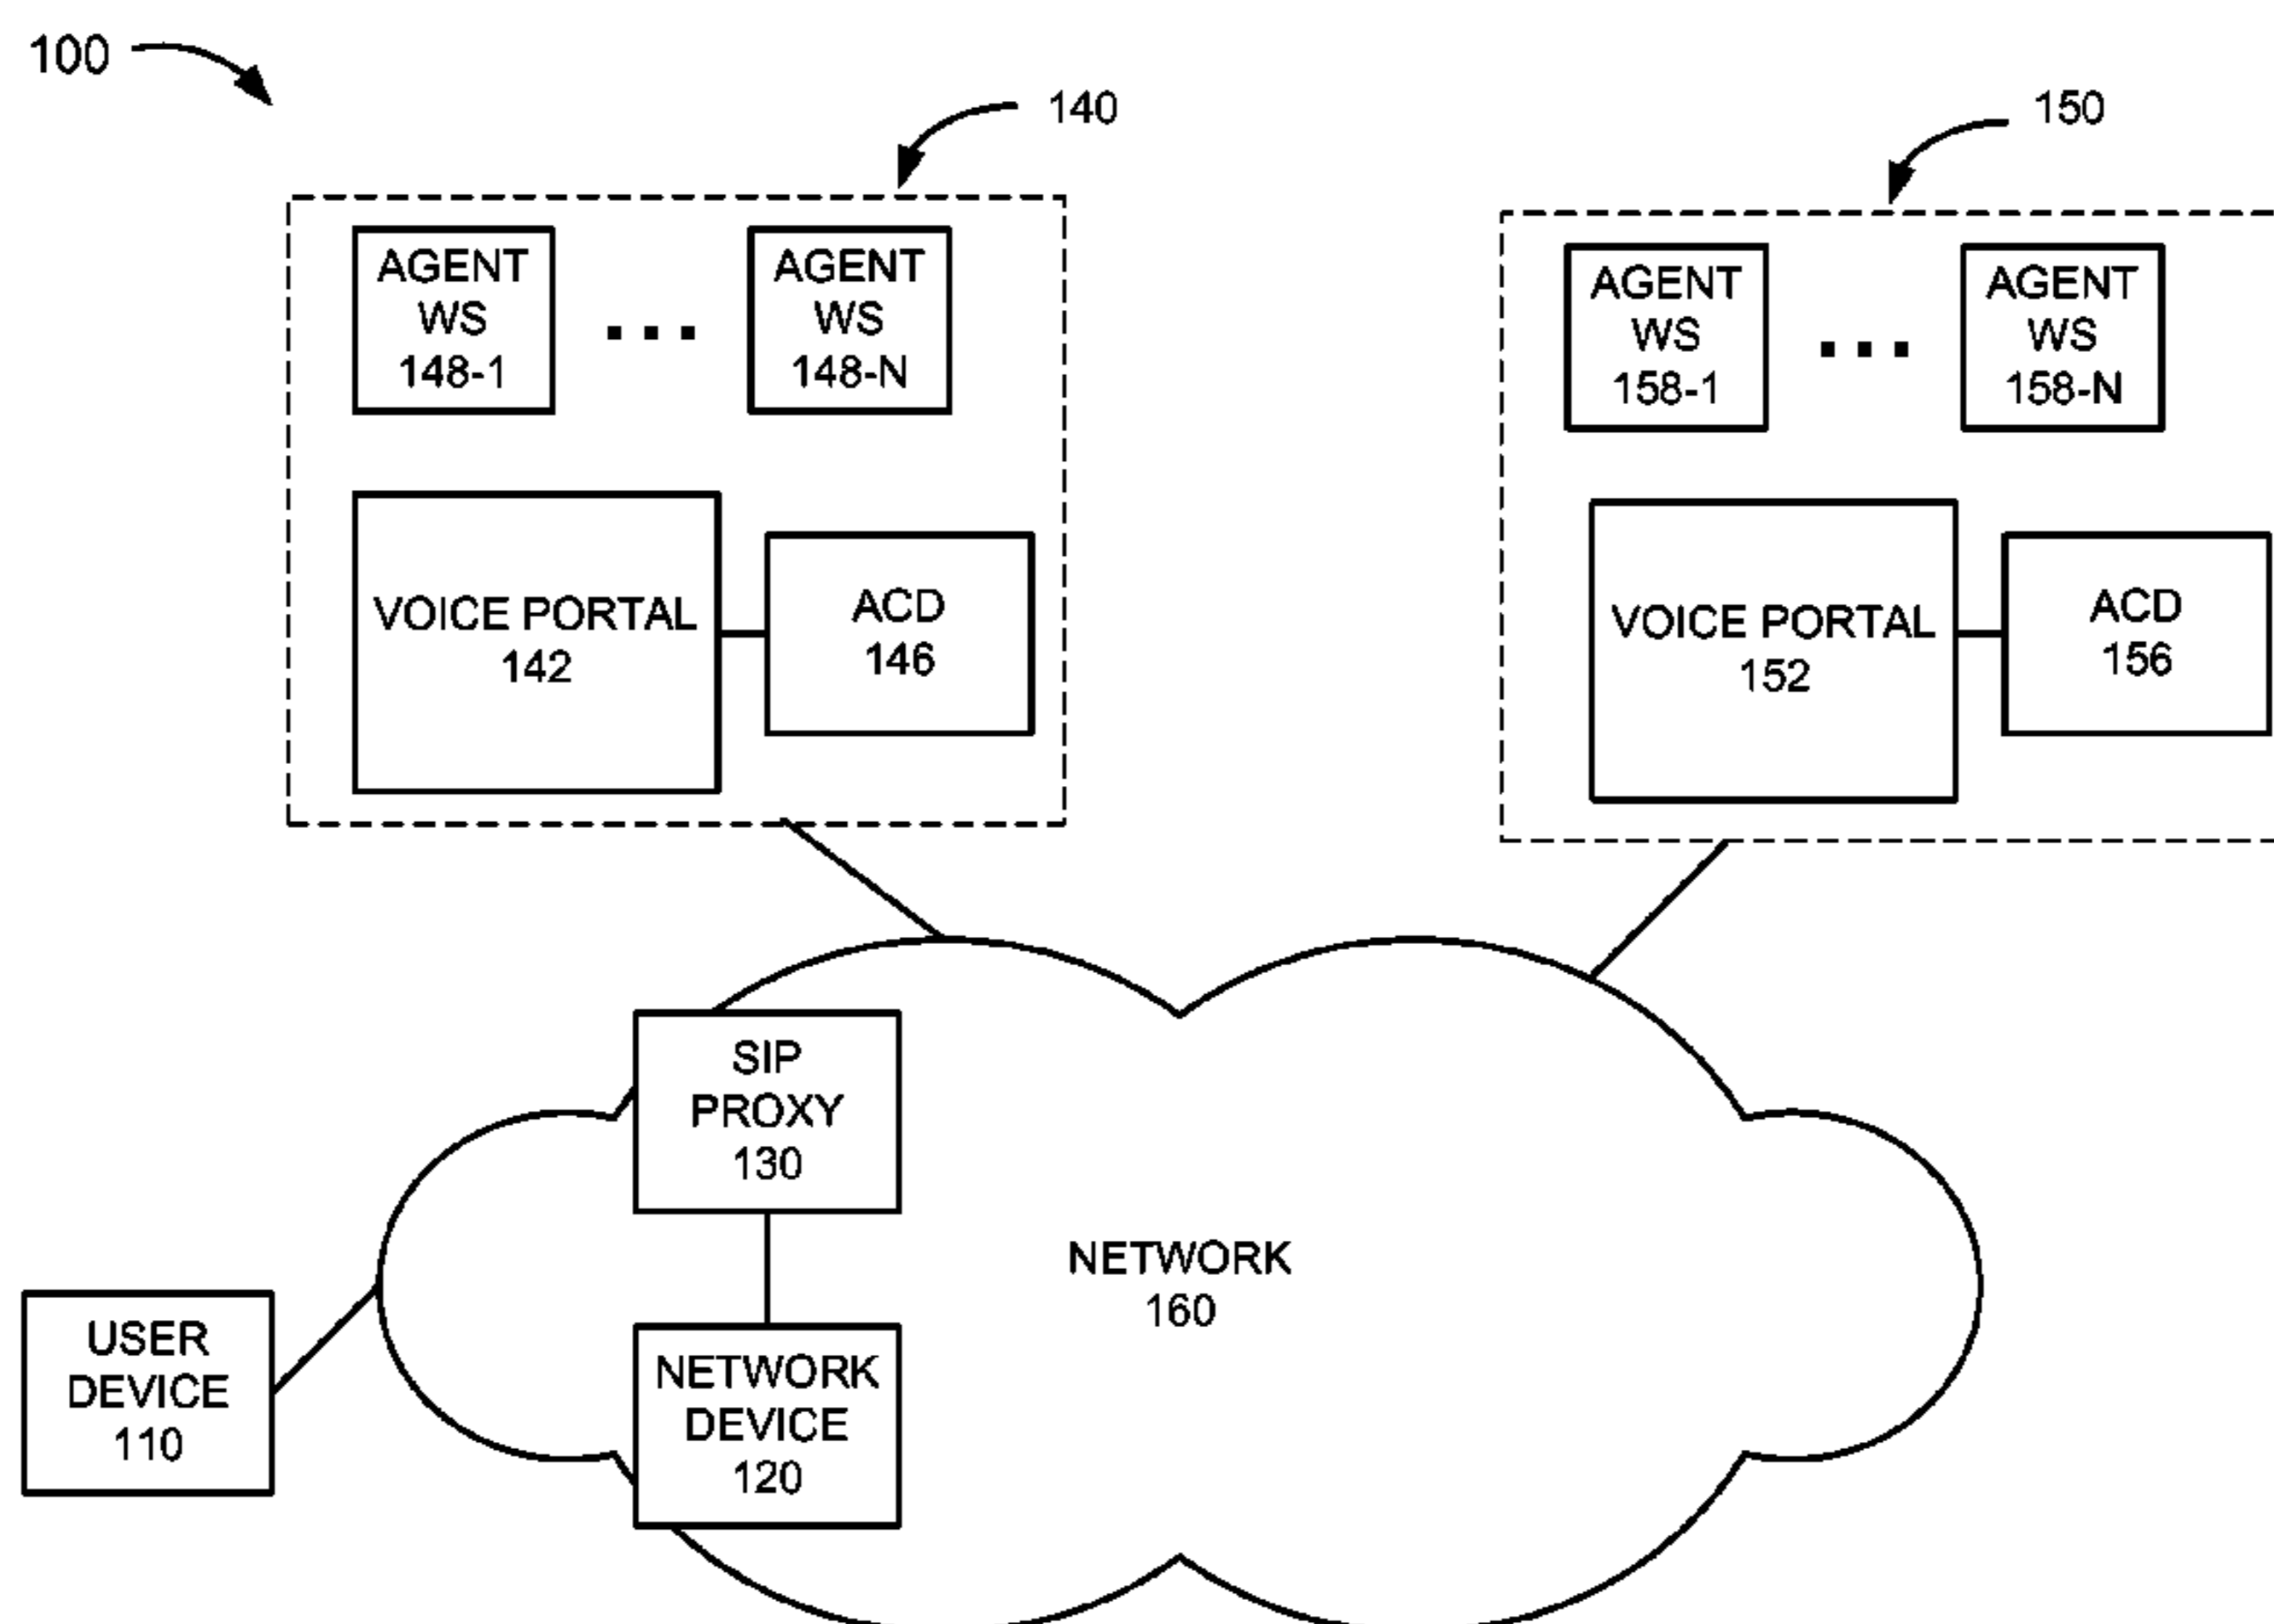 100
140
150
AGENT
WS
148-1
...
AGENT
WS
148-N
AGENT
WS
158-1
...
AGENT
WS
158-N
VOICE PORTAL
142
ACD
146
VOICE PORTAL
152
ACD
156
SIP
PROXY
130
NETWORK
160
USER
DEVICE
110
NETWORK
DEVICE
120